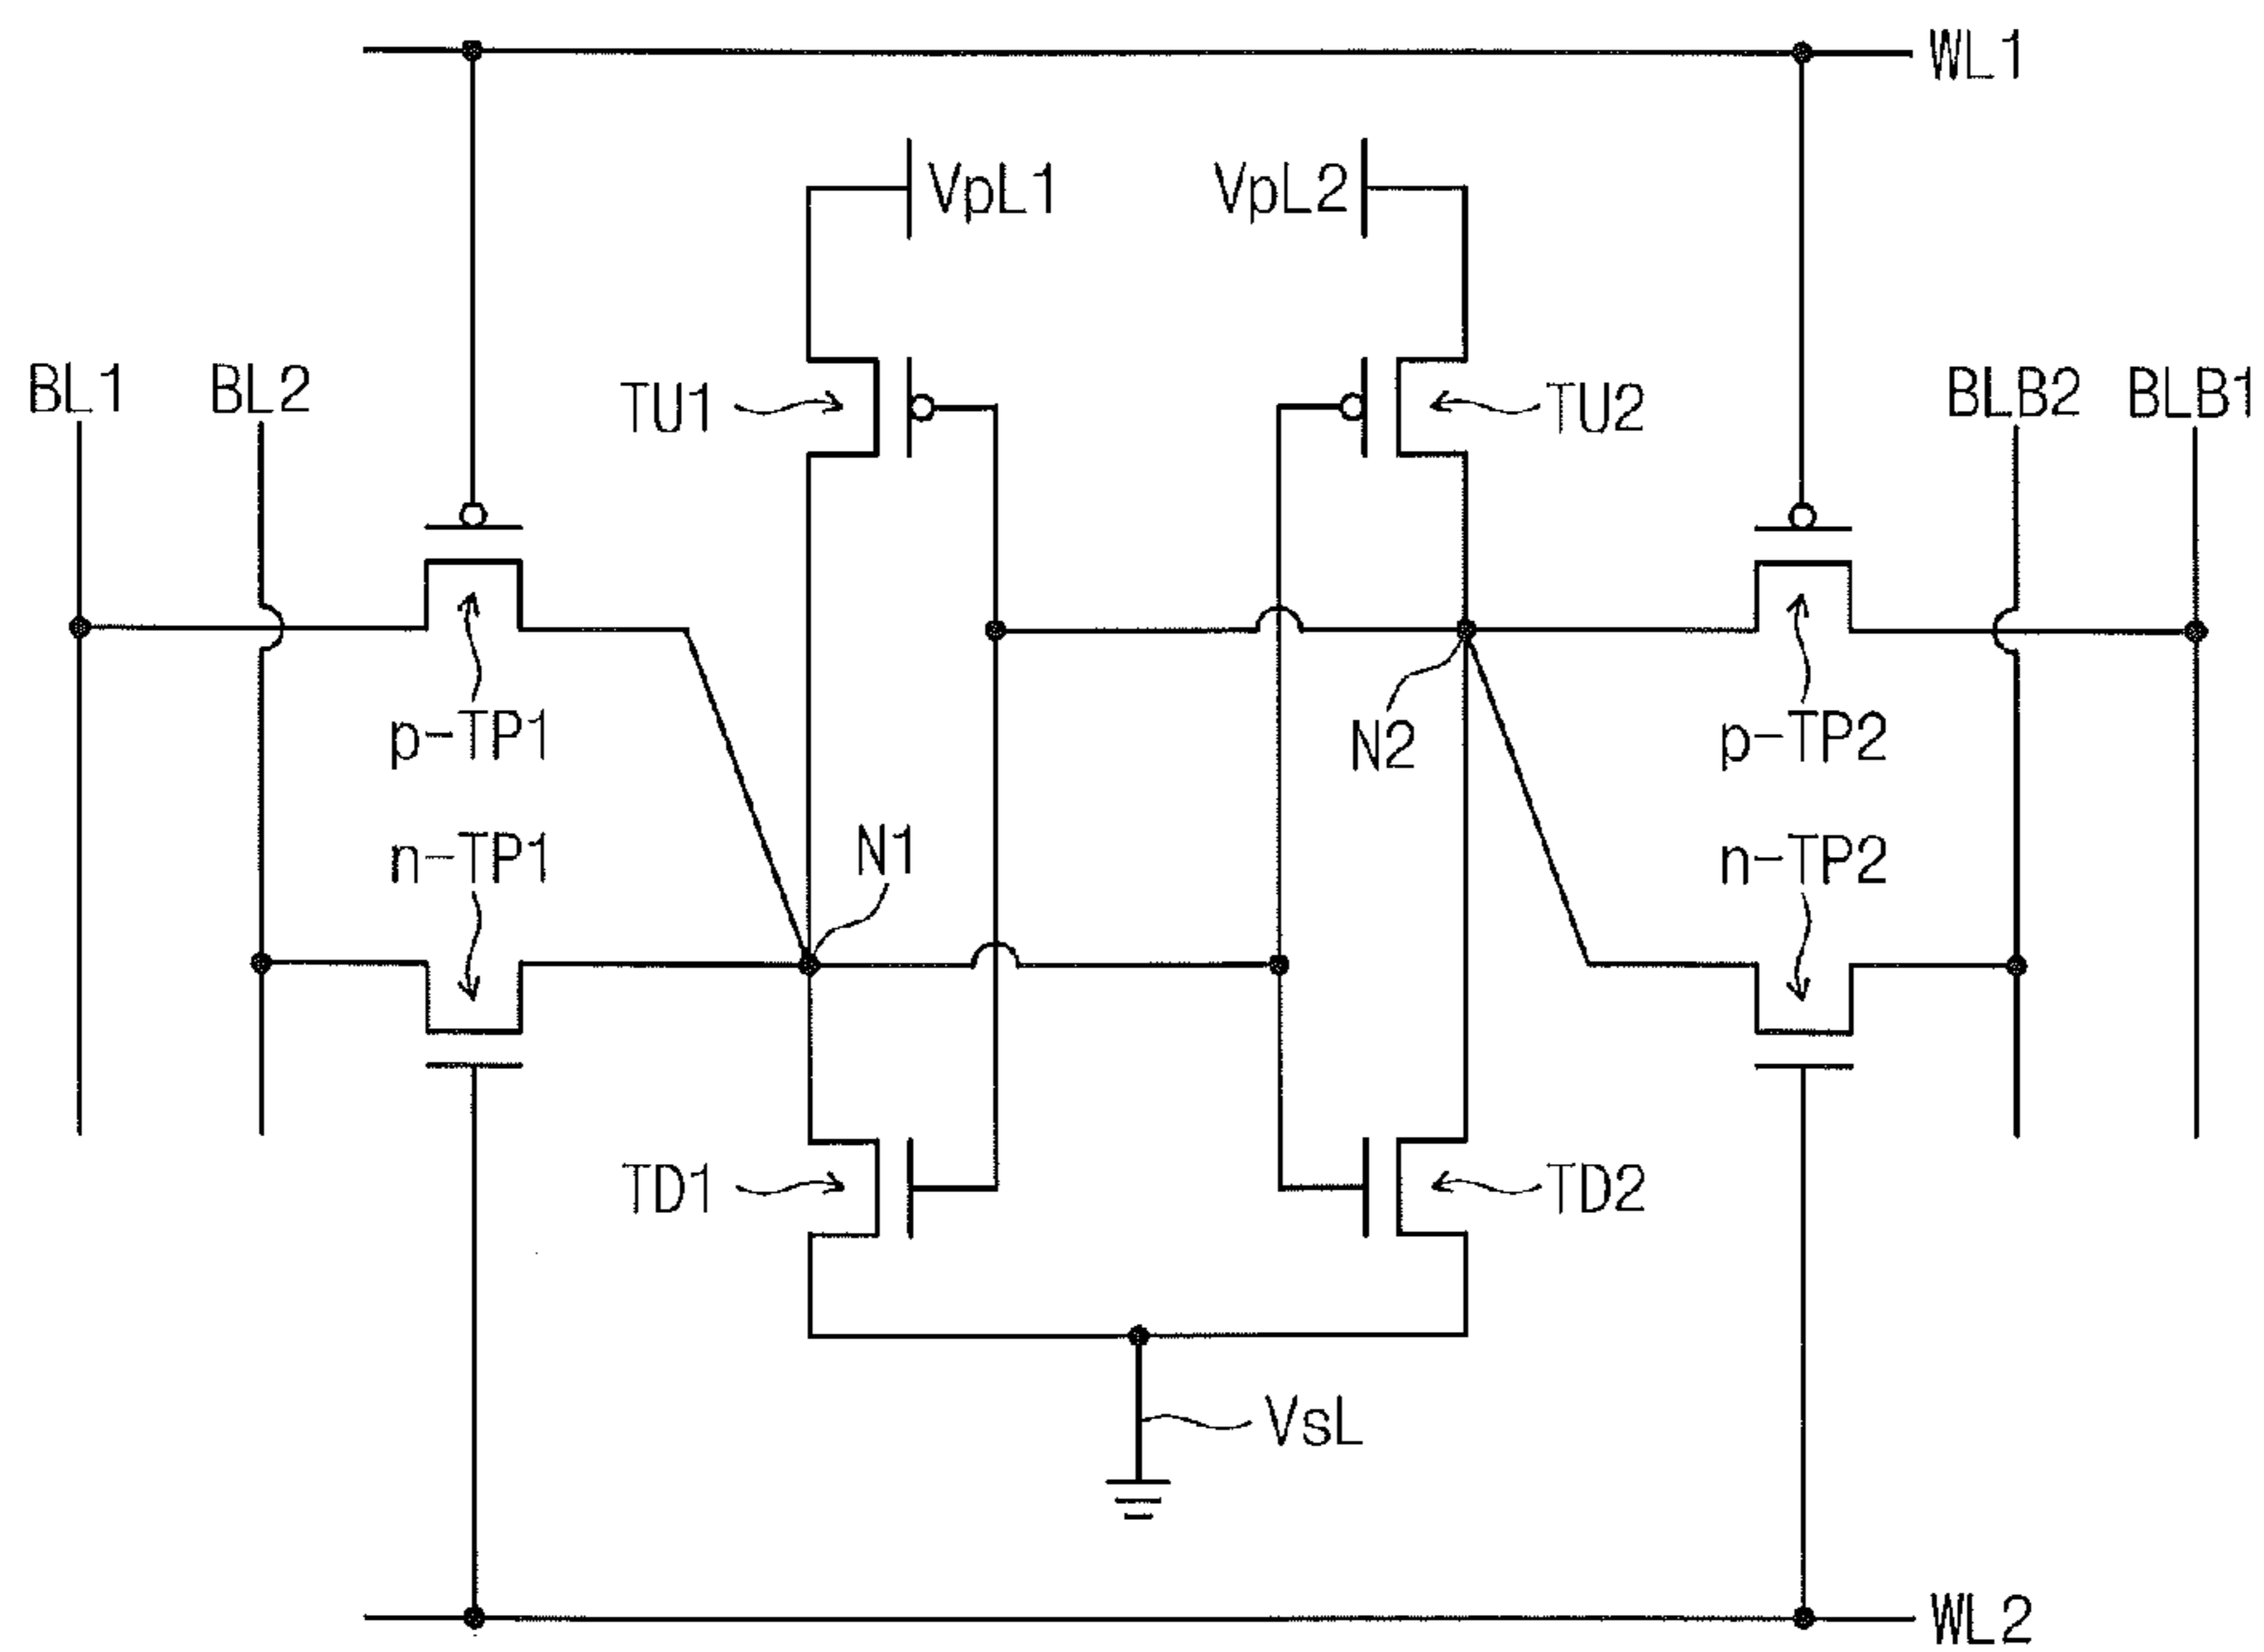 WL1
VpL1
VpL2
BL1
BL2
TU1
TU2
BLB2
BLB1
p-TP1
N2
p-TP2
n-TP1
N1
n-TP2
TD1
TD2
VsL
WL2